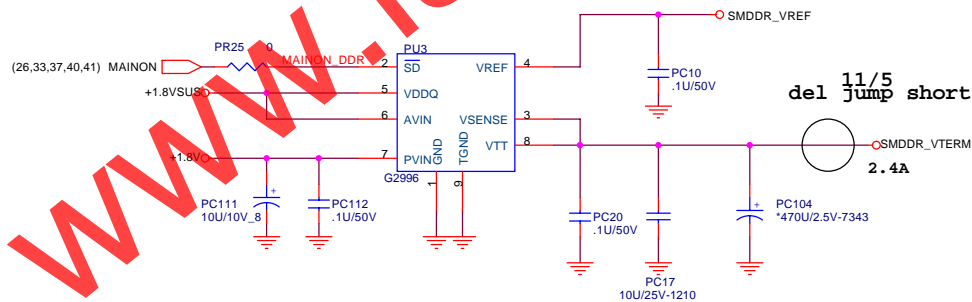 SMDDR_VREF
PR25 0
PU3
(26,33,37,40,41) MAINON
MAINON_DDR
2 SD VREF 4
PC10
.1U/50V
11/5
del jump short
+1.8VSUS
5 VDDQ
6 AVIN VSENSE 3
VTT 8
SMDDR_VTERM
2.4A
+1.8V
7 PVIN
GND TGND
G2996
1 9
PC111
10U/10V_8
PC112
.1U/50V
PC20
.1U/50V
PC17
10U/25V-1210
PC104
*470U/2.5V-7343
www.